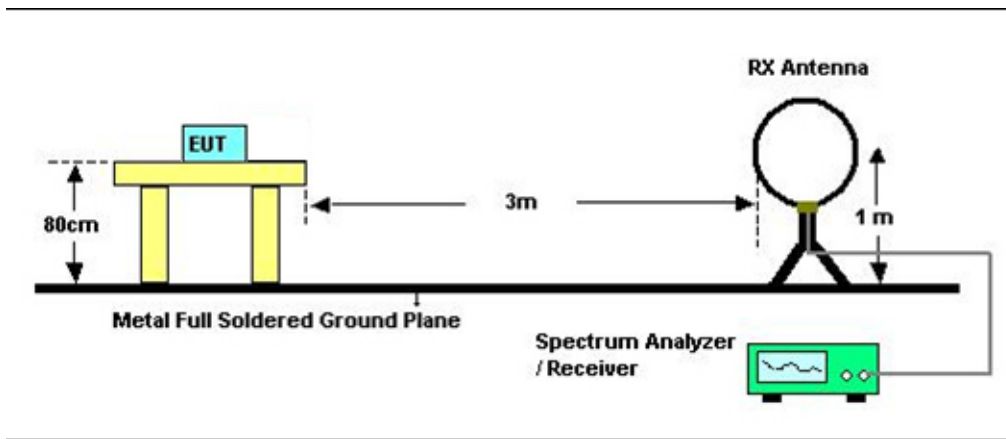 RX Antenna
EUT
3m
80cm
1 m
Metal Full Soldered Ground Plane
Spectrum Analyzer
/ Receiver